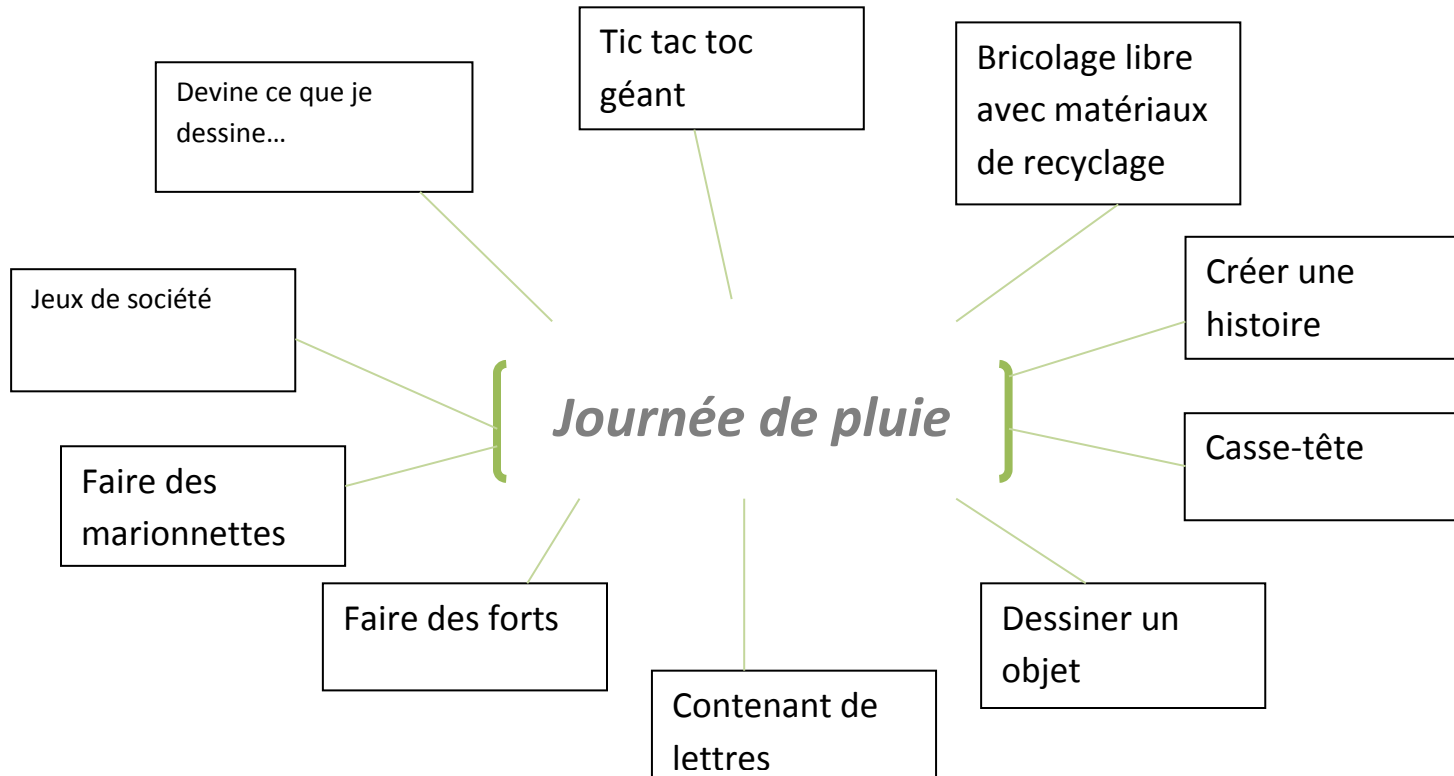 Tic tac toc
géant
Bricolage libre
avec matériaux
de recyclage
Devine ce que je
dessine…
Créer une
histoire
Jeux de société
Journée de pluie
Casse-tête
Faire des
marionnettes
Faire des forts
Dessiner un
objet
Contenant de
lettres